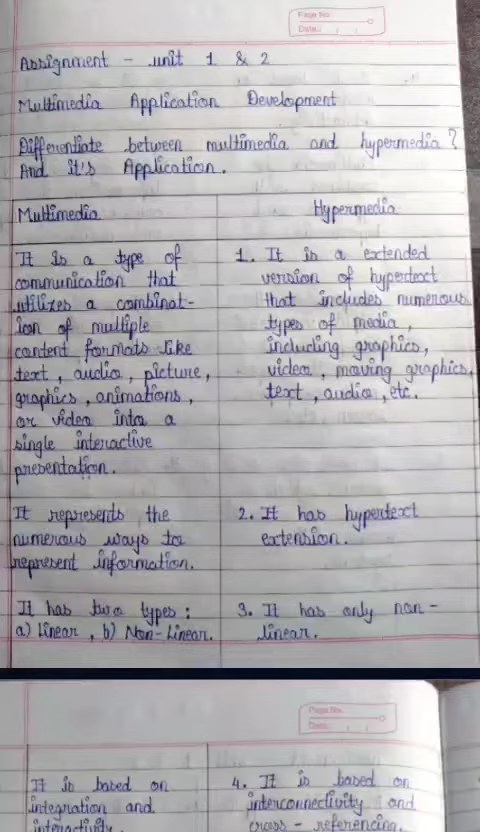 Page No.
Date:
Assignment - unit 1 & 2
Multimedia Application Development
Differentiate between multimedia and hypermedia?
And it's Application.
Multimedia
It is a type of
communication that
utilizes a combinat-
ion of multiple
content formats like
text, audio, picture,
graphics, animations,
or video into a
single interactive
presentation.
It represents the
numerous ways to
represent information.
It has two types:
a) Linear, b) Non-Linear.
Hypermedia
1. It is a extended
version of hypertext
that includes numerous
types of media,
including graphics,
video, moving graphics,
text, audio, etc.
2. It has hypertext
extension.
3. It has only non-
linear.
Page No.
Date:
It is based on
integration and
interactivity.
4. It is based on
interconnectivity and
cross-referencing.